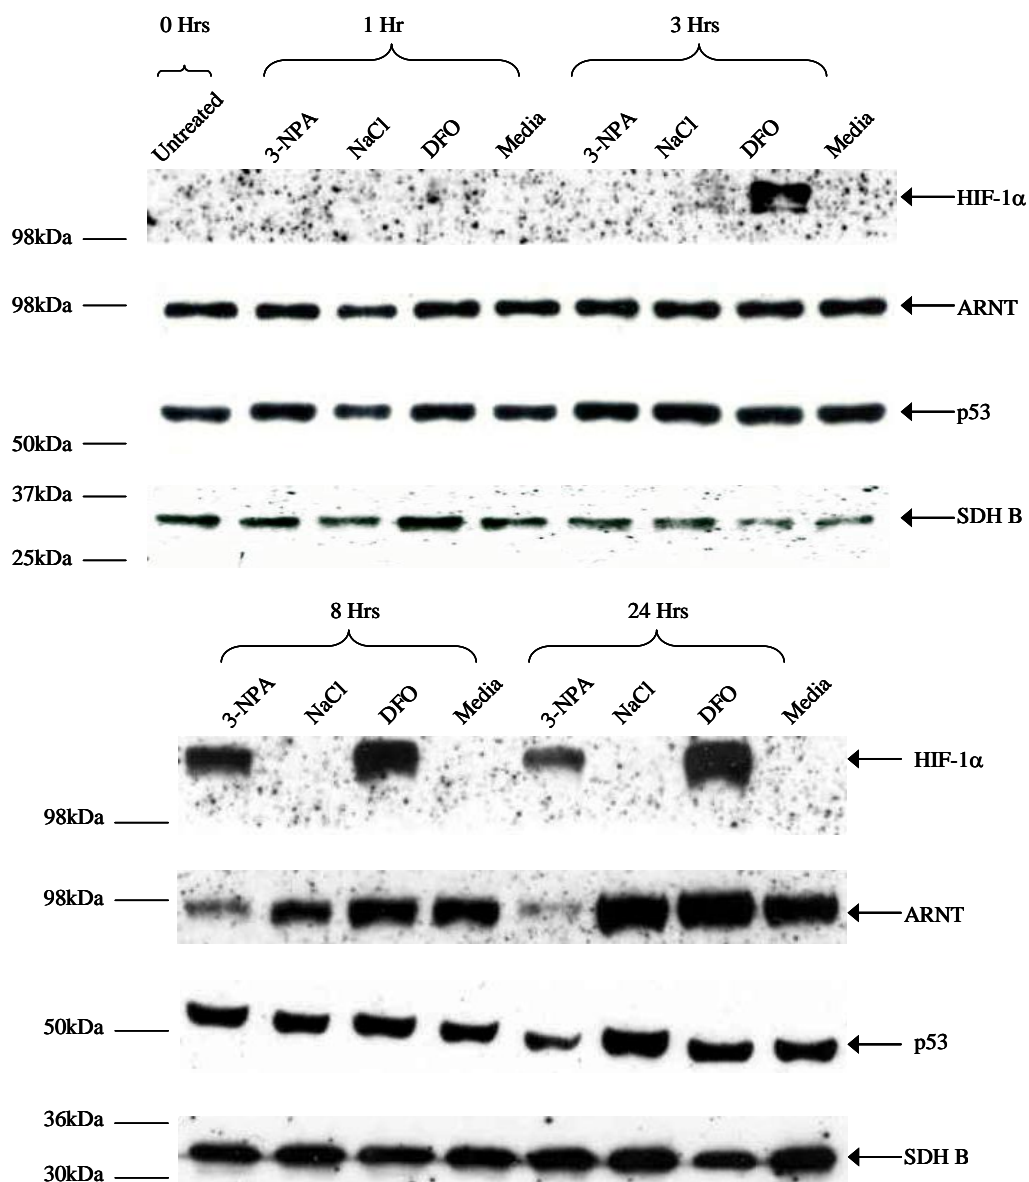 0 Hrs 1 Hr 3 Hrs
Untreated 3-NPA NaCl DFO Media 3-NPA NaCl DFO Media
HIF-1α
98kDa
98kDa ARNT
p53
50kDa
37kDa
SDH B
25kDa
8 Hrs 24 Hrs
3-NPA NaCl DFO Media 3-NPA NaCl DFO Media
HIF-1α
98kDa
98kDa
ARNT
50kDa
p53
36kDa
SDH B
30kDa